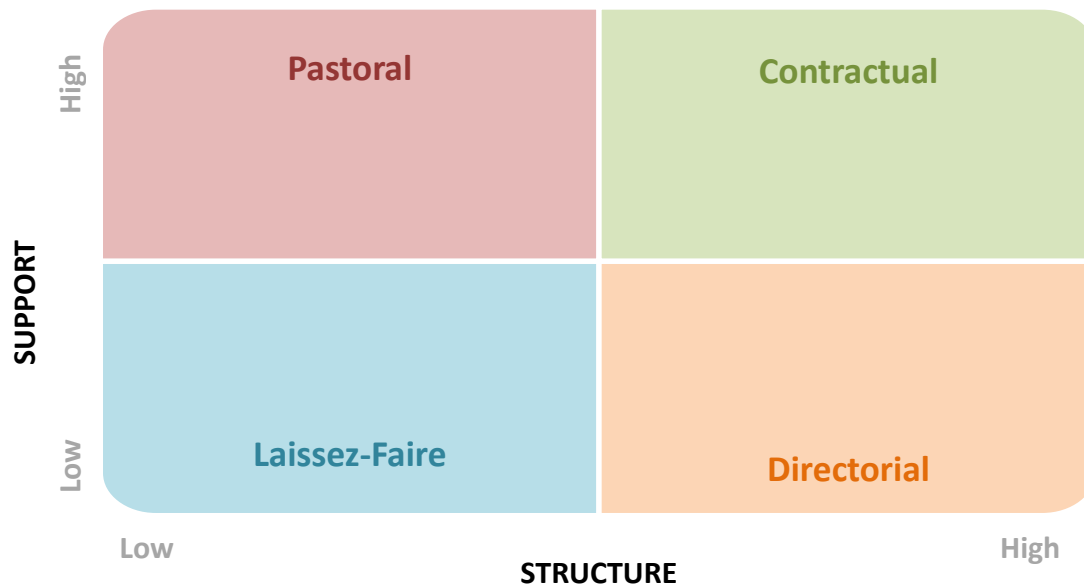 High
Pastoral
Contractual
SUPPORT
Low
Laissez-Faire
Directorial
Low
High
STRUCTURE